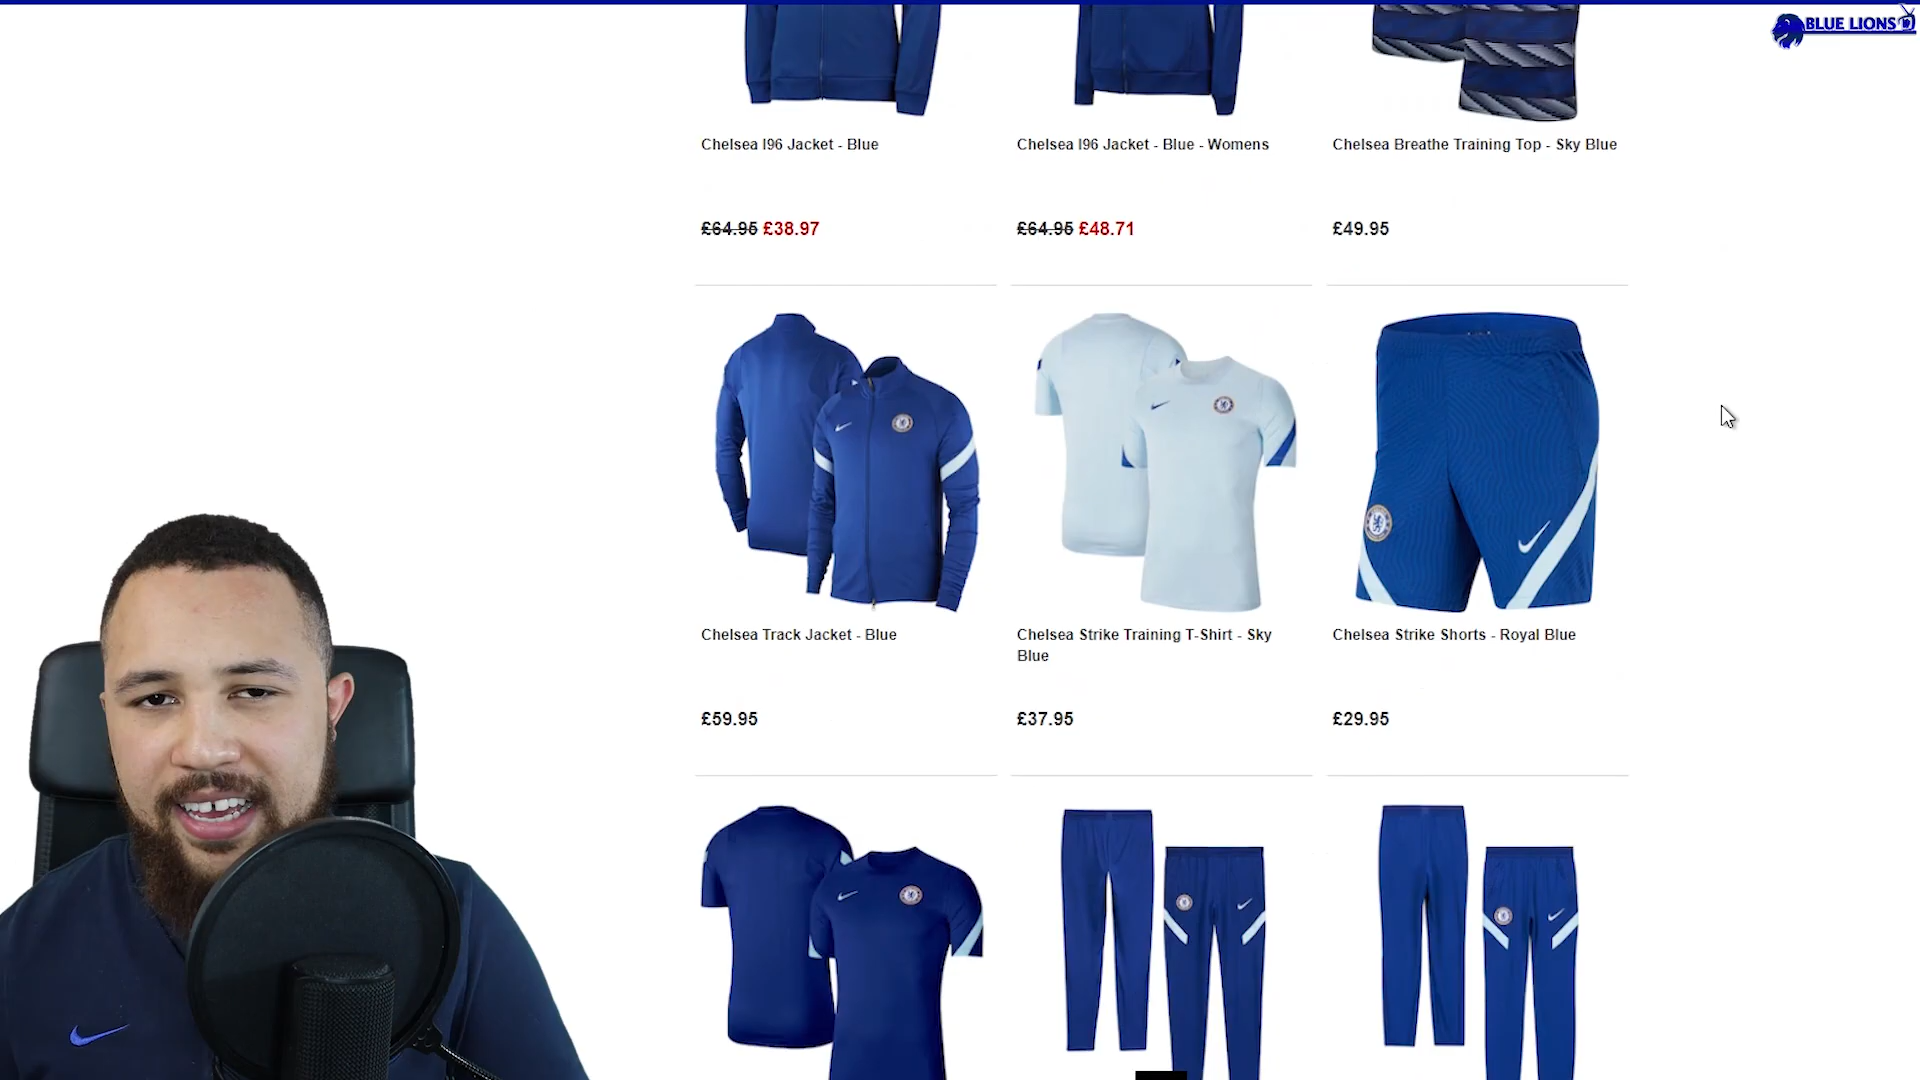 BLUE LIONS
Chelsea I96 Jacket - Blue
Chelsea I96 Jacket - Blue - Womens
Chelsea Breathe Training Top - Sky Blue
£64.95 £38.97
£64.95 £48.71
£49.95
Chelsea Track Jacket - Blue
Chelsea Strike Training T-Shirt - Sky
Blue
Chelsea Strike Shorts - Royal Blue
£59.95
£37.95
£29.95